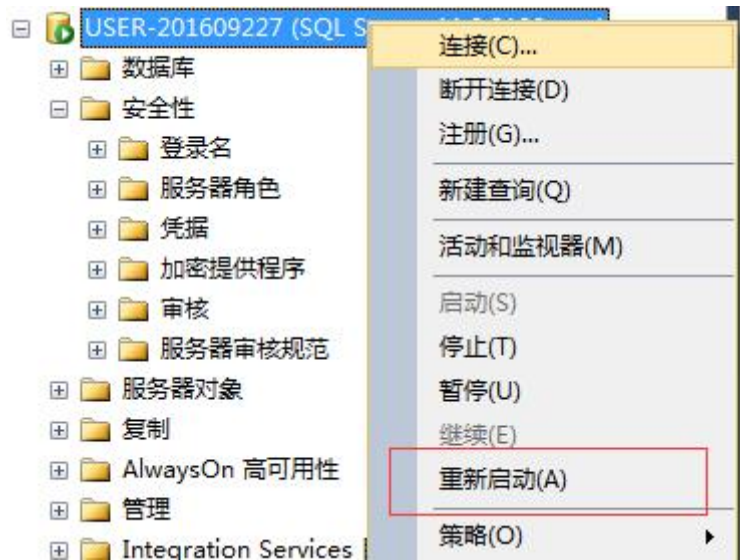 USER-201609227 (SQL S
数据库
安全性
登录名
服务器角色
凭据
加密提供程序
审核
服务器审核规范
服务器对象
复制
AlwaysOn 高可用性
管理
Integration Services
连接(C)...
断开连接(D)
注册(G)...
新建查询(Q)
活动和监视器(M)
启动(S)
停止(T)
暂停(U)
继续(E)
重新启动(A)
策略(O)